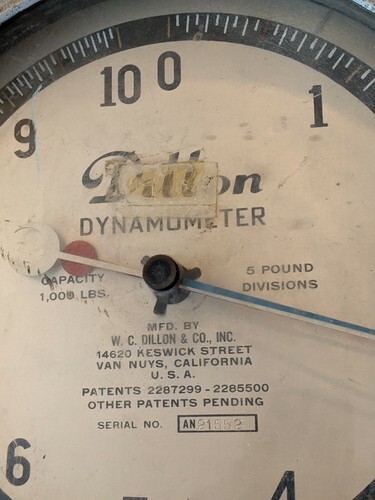 10 0
9
1
Dillon
DYNAMOMETER
CAPACITY
1,000 LBS.
5 POUND
DIVISIONS
MFD. BY
W. C. DILLON & CO., INC.
14620 KESWICK STREET
VAN NUYS, CALIFORNIA
U. S. A.
PATENTS 2287299 - 2285500
OTHER PATENTS PENDING
SERIAL NO. AN21552
6
4